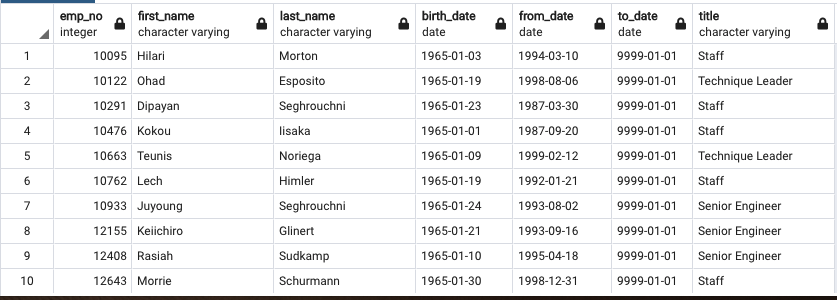 emp_no first_name last_name birth_date from_date to_date title
integer character varying character varying date date date character varying
1 10095 Hilari Morton 1965-01-03 1994-03-10 9999-01-01 Staff
2 10122 Ohad Esposito 1965-01-19 1998-08-06 9999-01-01 Technique Leader
3 10291 Dipayan Seghrouchni 1965-01-23 1987-03-30 9999-01-01 Staff
4 10476 Kokou Iisaka 1965-01-01 1987-09-20 9999-01-01 Staff
5 10663 Teunis Noriega 1965-01-09 1999-02-12 9999-01-01 Technique Leader
6 10762 Lech Himler 1965-01-19 1992-01-21 9999-01-01 Staff
7 10933 Juyoung Seghrouchni 1965-01-24 1993-08-02 9999-01-01 Senior Engineer
8 12155 Keiichiro Glinert 1965-01-21 1993-09-16 9999-01-01 Senior Engineer
9 12408 Rasiah Sudkamp 1965-01-10 1995-04-18 9999-01-01 Senior Engineer
10 12643 Morrie Schurmann 1965-01-30 1998-12-31 9999-01-01 Staff